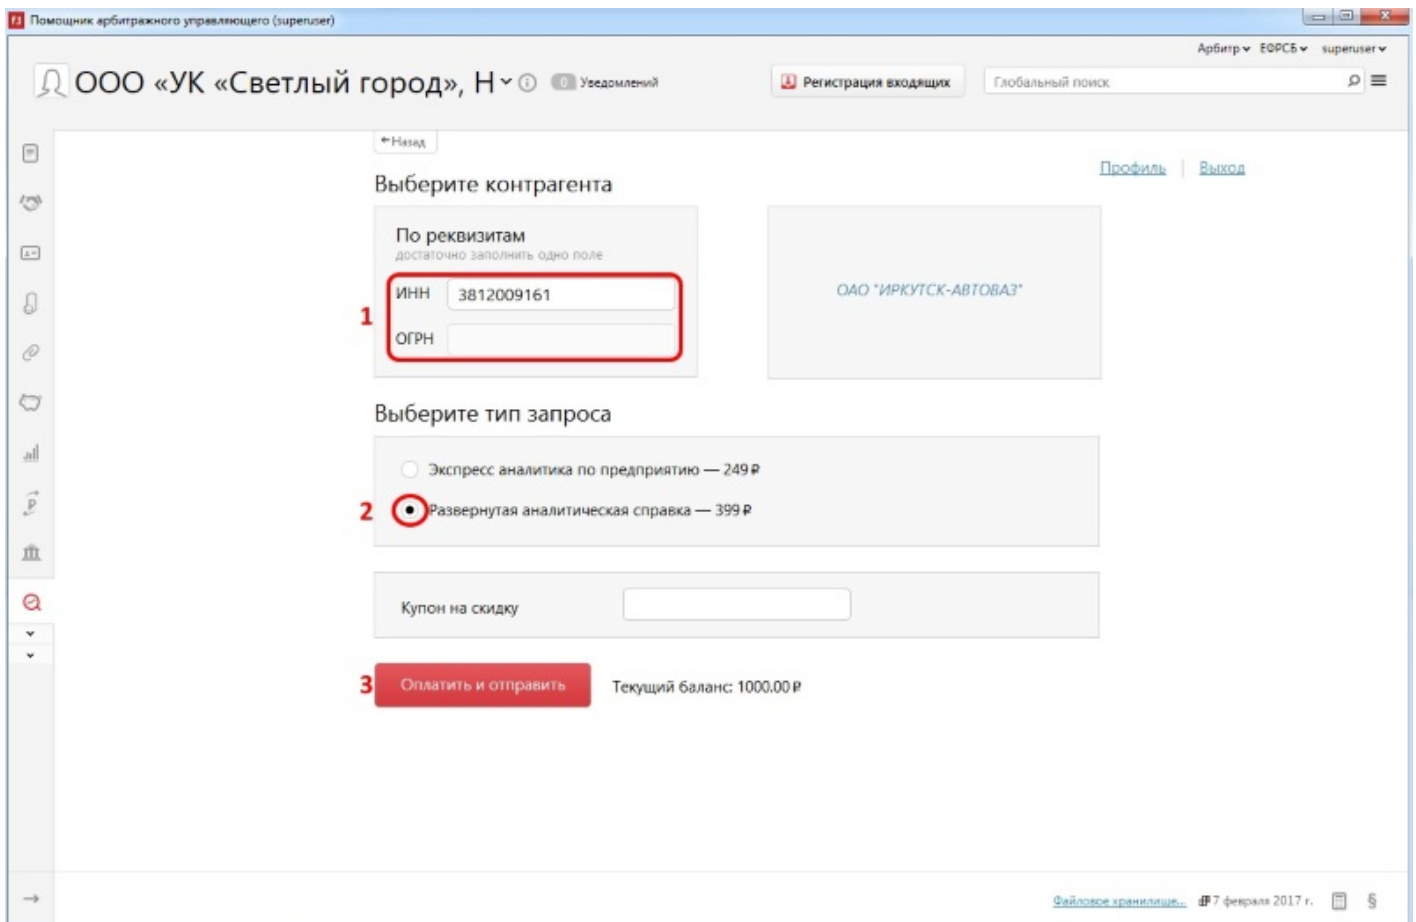 Помощник арбитражного управляющего (superuser)
Арбитр ЕФРСБ superuser
ООО «УК «Светлый город», Н 0 Уведомлений Регистрация входящих Глобальный поиск
Назад
Профиль Выход
Выберите контрагента
По реквизитам
достаточно заполнить одно поле
ИНН 3812009161
1
ОГРН
ОАО "ИРКУТСК-АВТОВАЗ"
Выберите тип запроса
Экспресс аналитика по предприятию — 249 ₽
2 Развернутая аналитическая справка — 399 ₽
Купон на скидку
3 Оплатить и отправить Текущий баланс: 1000.00 ₽
Файловое хранилище... 7 февраля 2017 г. §